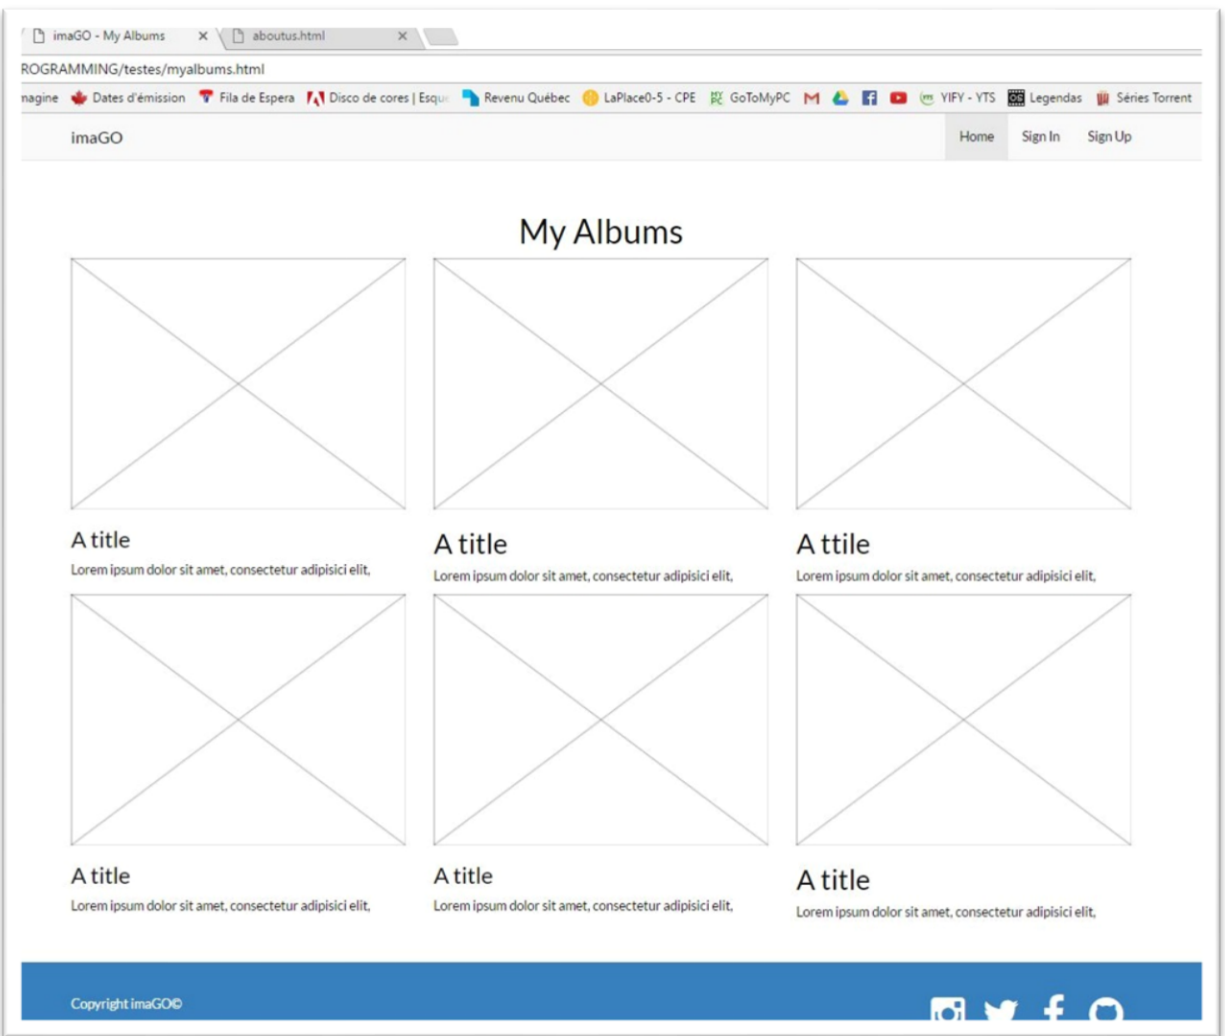 imaGO - My Albums
aboutus.html
ROGRAMMING/testes/myalbums.html
magine Dates d'émission Fila de Espera Disco de cores | Esque Revenu Québec LaPlace0-5 - CPE GoToMyPC YIFY - YTS Legendas Séries Torrent
imaGO Home Sign In Sign Up
My Albums
A title A title A ttile
Lorem ipsum dolor sit amet, consectetur adipisici elit, Lorem ipsum dolor sit amet, consectetur adipisici elit, Lorem ipsum dolor sit amet, consectetur adipisici elit,
A title A title A title
Lorem ipsum dolor sit amet, consectetur adipisici elit, Lorem ipsum dolor sit amet, consectetur adipisici elit, Lorem ipsum dolor sit amet, consectetur adipisici elit,
Copyright imaGO©